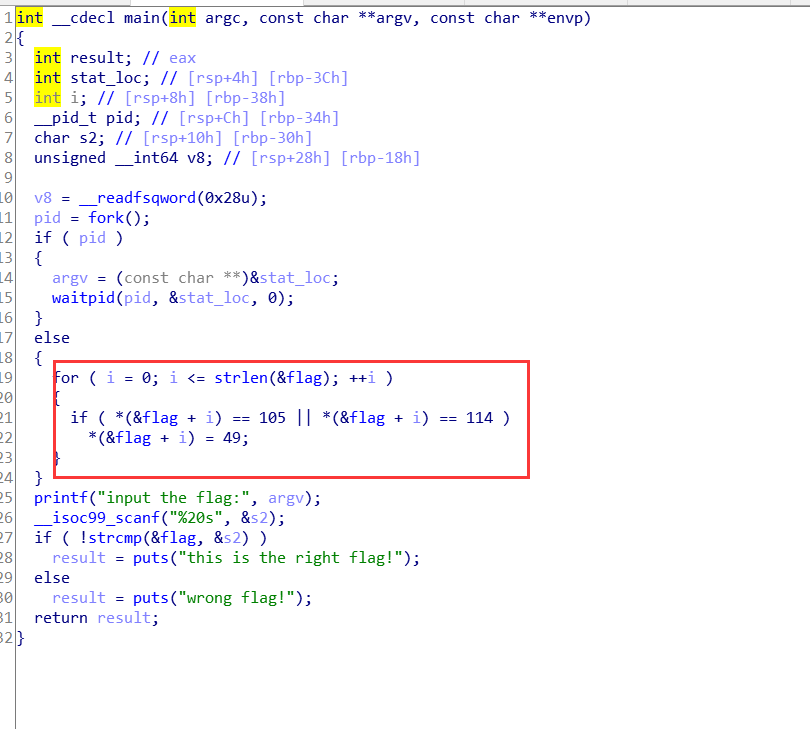 1 int __cdecl main(int argc, const char **argv, const char **envp)
2 {
3   int result; // eax
4   int stat_loc; // [rsp+4h] [rbp-3Ch]
5   int i; // [rsp+8h] [rbp-38h]
6   __pid_t pid; // [rsp+Ch] [rbp-34h]
7   char s2; // [rsp+10h] [rbp-30h]
8   unsigned __int64 v8; // [rsp+28h] [rbp-18h]
9
10   v8 = __readfsqword(0x28u);
11   pid = fork();
12   if ( pid )
13   {
14     argv = (const char **)&stat_loc;
15     waitpid(pid, &stat_loc, 0);
16   }
17   else
18   {
19     for ( i = 0; i <= strlen(&flag); ++i )
20     {
21       if ( *(&flag + i) == 105 || *(&flag + i) == 114 )
22         *(&flag + i) = 49;
23     }
24   }
25   printf("input the flag:", argv);
26   __isoc99_scanf("%20s", &s2);
27   if ( !strcmp(&flag, &s2) )
28     result = puts("this is the right flag!");
29   else
30     result = puts("wrong flag!");
31   return result;
32 }